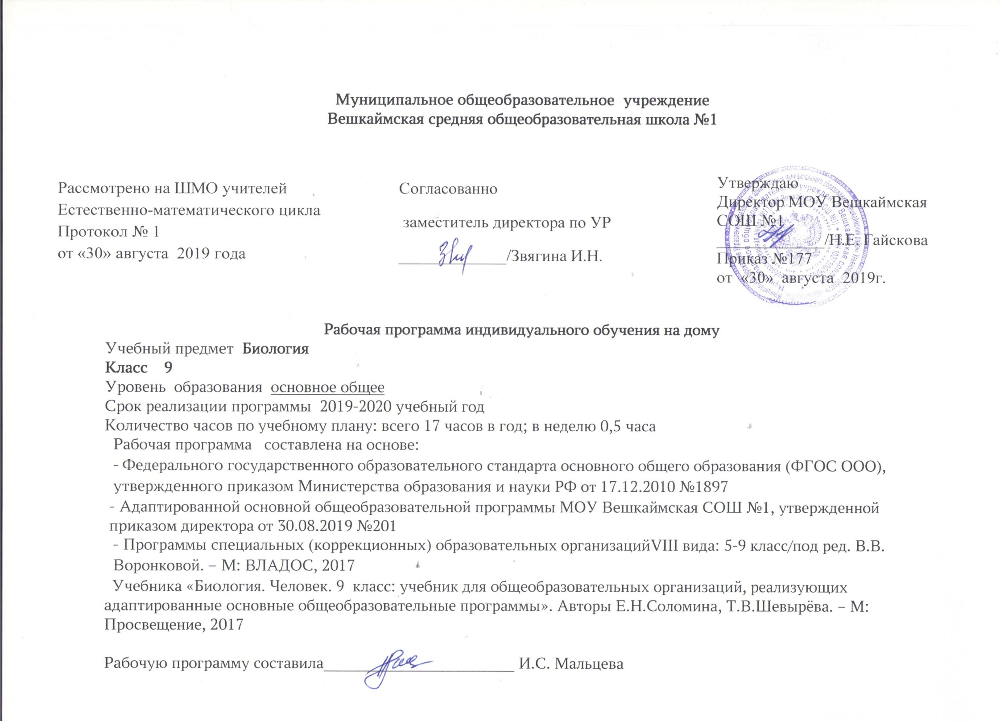 Муниципальное общеобразовательное учреждение
Вешкаймская средняя общеобразовательная школа №1
Рассмотрено на ШМО учителей
Естественно-математического цикла
Протокол № 1
от «30» августа 2019 года
Согласованно
заместитель директора по УР
_____________/Звягина И.Н.
Утверждаю
Директор МОУ Вешкаймская
СОШ №1
_____________/Н.Е. Гайскова
Приказ №177
от «30» августа 2019г.
Рабочая программа индивидуального обучения на дому
Учебный предмет Биология
Класс 9
Уровень образования основное общее
Срок реализации программы 2019-2020 учебный год
Количество часов по учебному плану: всего 17 часов в год; в неделю 0,5 часа
Рабочая программа составлена на основе:
- Федерального государственного образовательного стандарта основного общего образования (ФГОС ООО),
утвержденного приказом Министерства образования и науки РФ от 17.12.2010 №1897
- Адаптированной основной общеобразовательной программы МОУ Вешкаймская СОШ №1, утвержденной
приказом директора от 30.08.2019 №201
- Программы специальных (коррекционных) образовательных организацийVIII вида: 5-9 класс/под ред. В.В.
Воронковой. – М: ВЛАДОС, 2017
Учебника «Биология. Человек. 9 класс: учебник для общеобразовательных организаций, реализующих
адаптированные основные общеобразовательные программы». Авторы Е.Н.Соломина, Т.В.Шевырёва. – М:
Просвещение, 2017
Рабочую программу составила_______________________ И.С. Мальцева